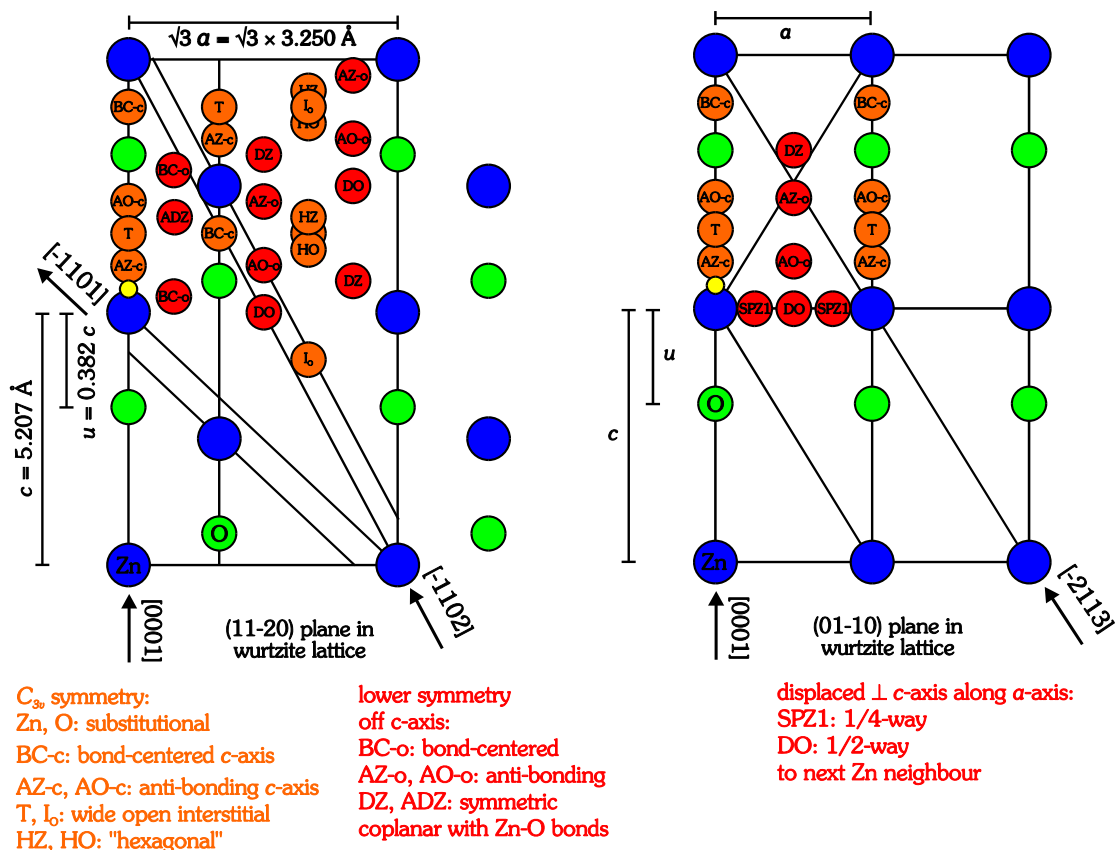 √3 a = √3 × 3.250 Å
BC-c
AO-c
T
AZ-c
BC-o
ADZ
BC-o
T
AZ-c
BC-c
DZ
AZ-o
AO-o
DO
HZ
I₀
HO
HZ
HO
I₀
AZ-o
AO-o
DO
DZ
[-1101]
u = 0.382 c
c = 5.207 Å
O
Zn
[0001]
[-1102]
(11-20) plane in
wurtzite lattice
a
BC-c
AO-c
T
AZ-c
DZ
AZ-o
AO-o
SPZ1
DO
SPZ1
BC-c
AO-c
T
AZ-c
u
c
O
Zn
[0001]
[-2113]
(01-10) plane in
wurtzite lattice
C₃ᵥ symmetry:
Zn, O: substitutional
BC-c: bond-centered c-axis
AZ-c, AO-c: anti-bonding c-axis
T, I₀: wide open interstitial
HZ, HO: "hexagonal"
lower symmetry
off c-axis:
BC-o: bond-centered
AZ-o, AO-o: anti-bonding
DZ, ADZ: symmetric
coplanar with Zn-O bonds
displaced ⊥ c-axis along a-axis:
SPZ1: 1/4-way
DO: 1/2-way
to next Zn neighbour